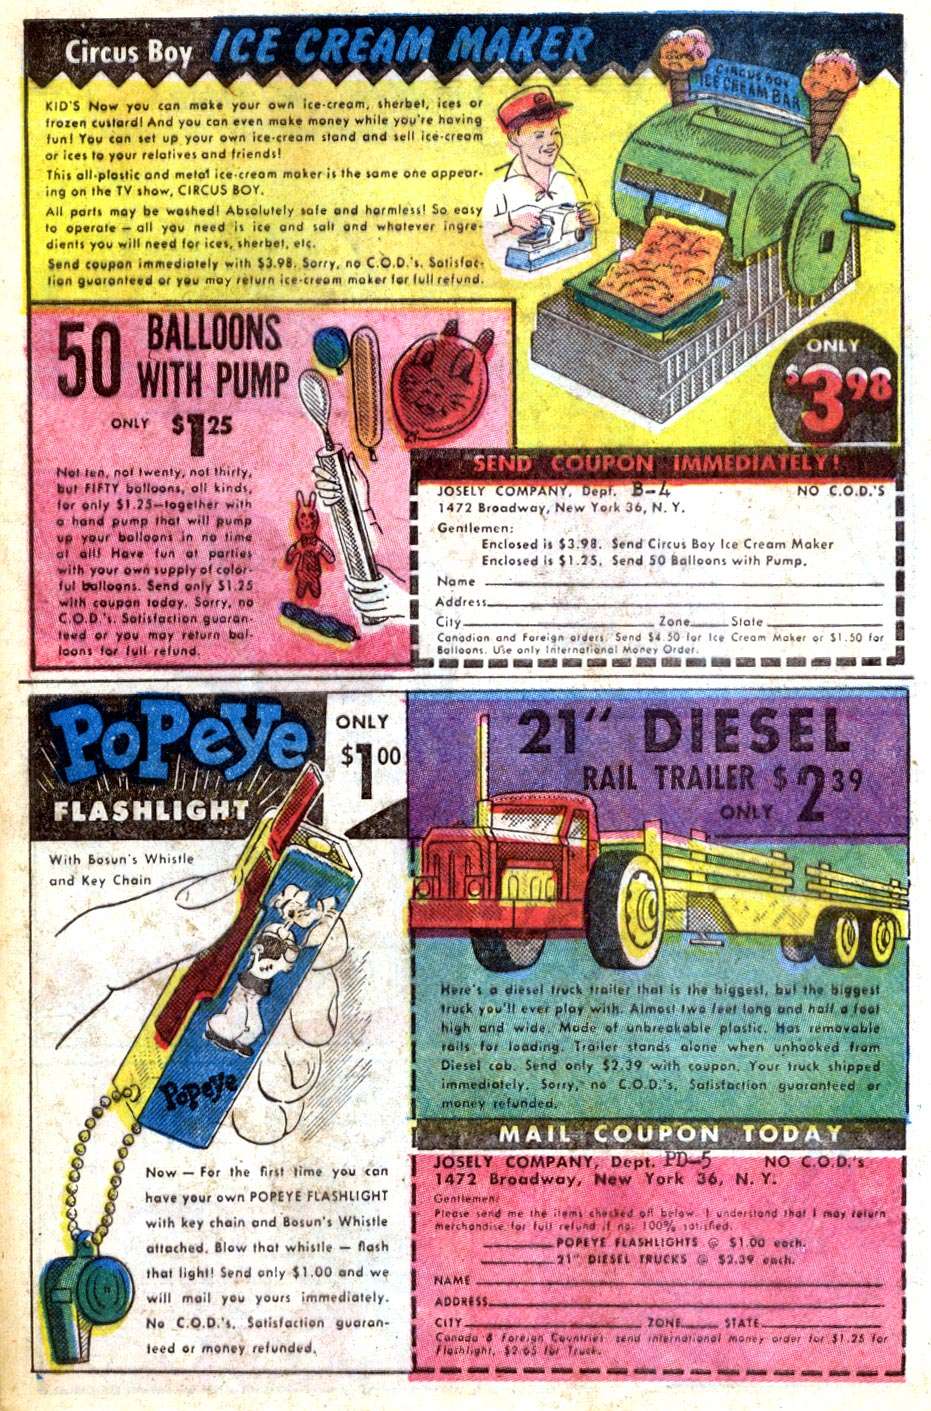 Circus Boy ICE CREAM MAKER
CIRCUS BOY
ICE CREAM BAR
KID'S Now you can make your own ice-cream, sherbet, ices or
frozen custard! And you can even make money while you're having
fun! You can set up your own ice-cream stand and sell ice-cream
or ices to your relatives and friends!
This all-plastic and metal ice-cream maker is the same one appear-
ing on the TV show, CIRCUS BOY.
All parts may be washed! Absolutely safe and harmless! So easy
to operate — all you need is ice and salt and whatever ingre-
dients you will need for ices, sherbet, etc.
Send coupon immediately with $3.98. Sorry, no C.O.D.'s. Satisfac-
tion guaranteed or you may return ice-cream maker for full refund.
ONLY
$3.98
50 BALLOONS
WITH PUMP
ONLY $1.25
Not ten, not twenty, not thirty,
but FIFTY balloons, all kinds,
for only $1.25—together with
a hand pump that will pump
up your balloons in no time
at all! Have fun at parties
with your own supply of color-
ful balloons. Send only $1.25
with coupon today. Sorry, no
C.O.D.'s. Satisfaction guaran-
teed or you may return bal-
loons for full refund.
SEND COUPON IMMEDIATELY!
JOSELY COMPANY, Dept. B-4 NO C.O.D.'S
1472 Broadway, New York 36, N. Y.
Gentlemen:
Enclosed is $3.98. Send Circus Boy Ice Cream Maker
Enclosed is $1.25. Send 50 Balloons with Pump.
Name
Address
City Zone State
Canadian and Foreign orders. Send $4.50 for Ice Cream Maker or $1.50 for
Balloons. Use only International Money Order.
POPEYE
FLASHLIGHT
ONLY
$1.00
With Bosun's Whistle
and Key Chain
Popeye
Now — For the first time you can
have your own POPEYE FLASHLIGHT
with key chain and Bosun's Whistle
attached. Blow that whistle — flash
that light! Send only $1.00 and we
will mail you yours immediately.
No C.O.D.'s. Satisfaction guaran-
teed or money refunded.
21" DIESEL
RAIL TRAILER $2.39
ONLY
Here's a diesel truck trailer that is the biggest, but the biggest
truck you'll ever play with. Almost two feet long and half a foot
high and wide. Made of unbreakable plastic. Has removable
rails for loading. Trailer stands alone when unhooked from
Diesel cab. Send only $2.39 with coupon. Your truck shipped
immediately. Sorry, no C.O.D.'s. Satisfaction guaranteed or
money refunded.
MAIL COUPON TODAY
JOSELY COMPANY, Dept. PD-5 NO C.O.D.'s
1472 Broadway, New York 36, N. Y.
Gentlemen:
Please send me the items checked off below. I understand that I may return
merchandise for full refund if not 100% satisfied.
POPEYE FLASHLIGHTS @ $1.00 each.
21" DIESEL TRUCKS @ $2.39 each.
NAME
ADDRESS
CITY ZONE STATE
Canada & Foreign Countries send international money order for $1.25 for
Flashlight, $2.65 for Truck.